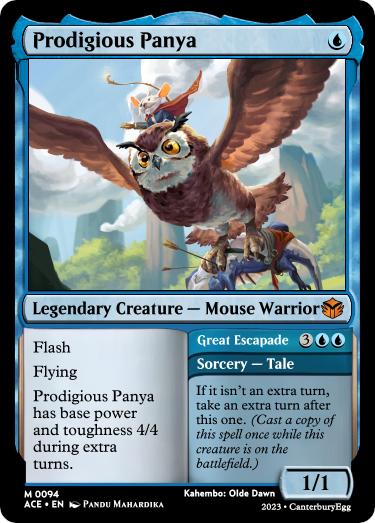 Prodigious Panya
Legendary Creature — Mouse Warrior
Flash
Flying
Prodigious Panya
has base power
and toughness 4/4
during extra
turns.
Great Escapade 3
Sorcery — Tale
If it isn't an extra turn,
take an extra turn after
this one. (Cast a copy of
this spell once while this
creature is on the
battlefield.)
1/1
M 0094
ACE • EN Pandu Mahardika
Kahembo: Olde Dawn
2023 • CanterburyEgg